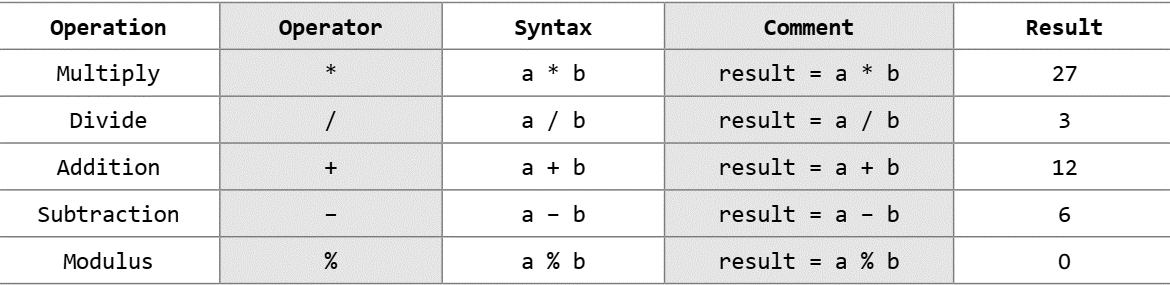 Operation Operator Syntax Comment Result
Multiply * a * b result = a * b 27
Divide / a / b result = a / b 3
Addition + a + b result = a + b 12
Subtraction – a – b result = a – b 6
Modulus % a % b result = a % b 0